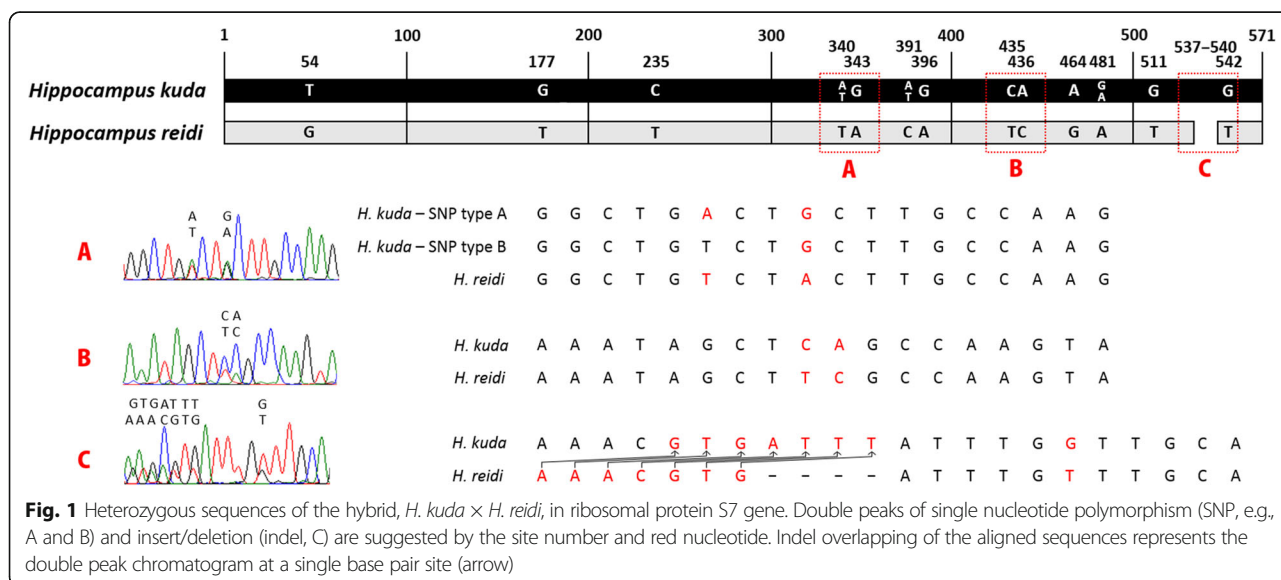 1 100 200 300 400 500 571
54 177 235 340 343 391 396 435 436 464 481 511 537–540 542
Hippocampus kuda T G C A T G A T G CA A G A G G
Hippocampus reidi G T T T A C A TC G A T T
A B C
A G
T A
A
H. kuda – SNP type A G G C T G A C T G C T T G C C A A G
H. kuda – SNP type B G G C T G T C T G C T T G C C A A G
H. reidi G G C T G T C T A C T T G C C A A G
C A
T C
B
H. kuda A A A T A G C T C A G C C A A G T A
H. reidi A A A T A G C T T C G C C A A G T A
GTGATTT G
AAACGTG T
C
H. kuda A A A C G T G A T T T A T T T G G T T G C A
H. reidi A A A C G T G – – – A T T T G T T T G C A
Fig. 1 Heterozygous sequences of the hybrid, H. kuda × H. reidi, in ribosomal protein S7 gene. Double peaks of single nucleotide polymorphism (SNP, e.g.,
A and B) and insert/deletion (indel, C) are suggested by the site number and red nucleotide. Indel overlapping of the aligned sequences represents the
double peak chromatogram at a single base pair site (arrow)